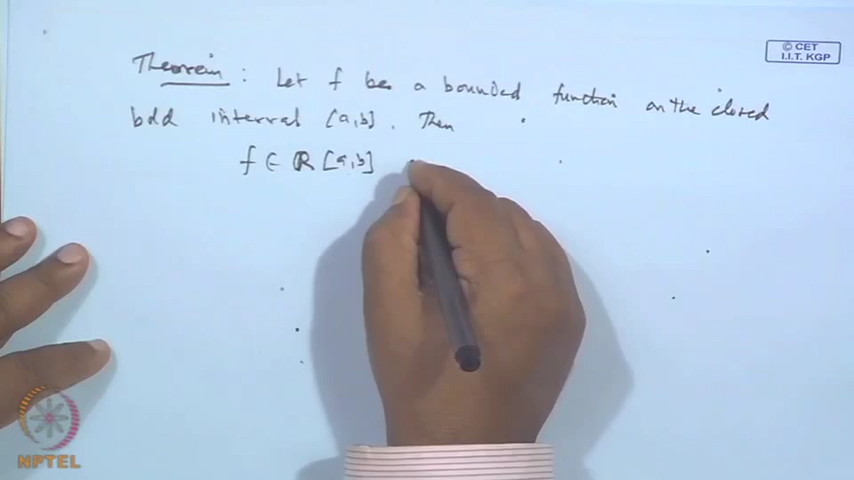 © CET
I.I.T. KGP
Theorem : Let f be a bounded function on the closed
bdd interval [a,b] . Then
f ∈ R [a,b]
NPTEL